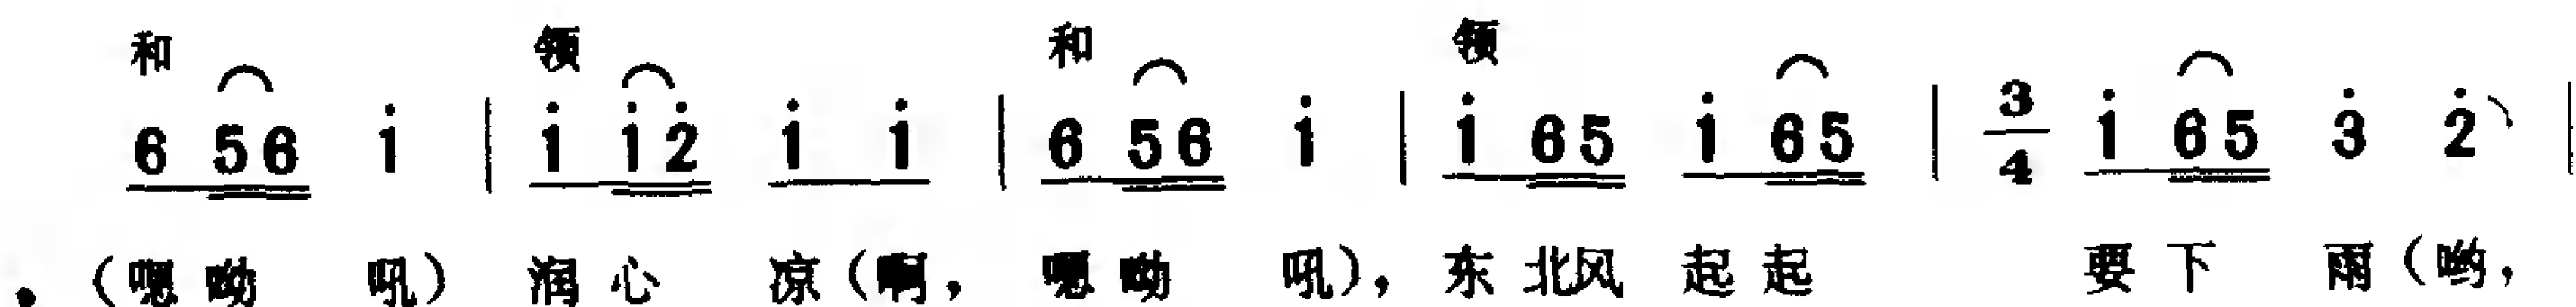 和 领 和 领
6 56 i | i i2̇ i i | 6 56 i | i 65 i 65 | 3/4 i 65 3̇ 2̇ |
.（嗯呦 吼）润心 凉（啊， 嗯呦 吼），东北风 起起 要下 雨（哟，